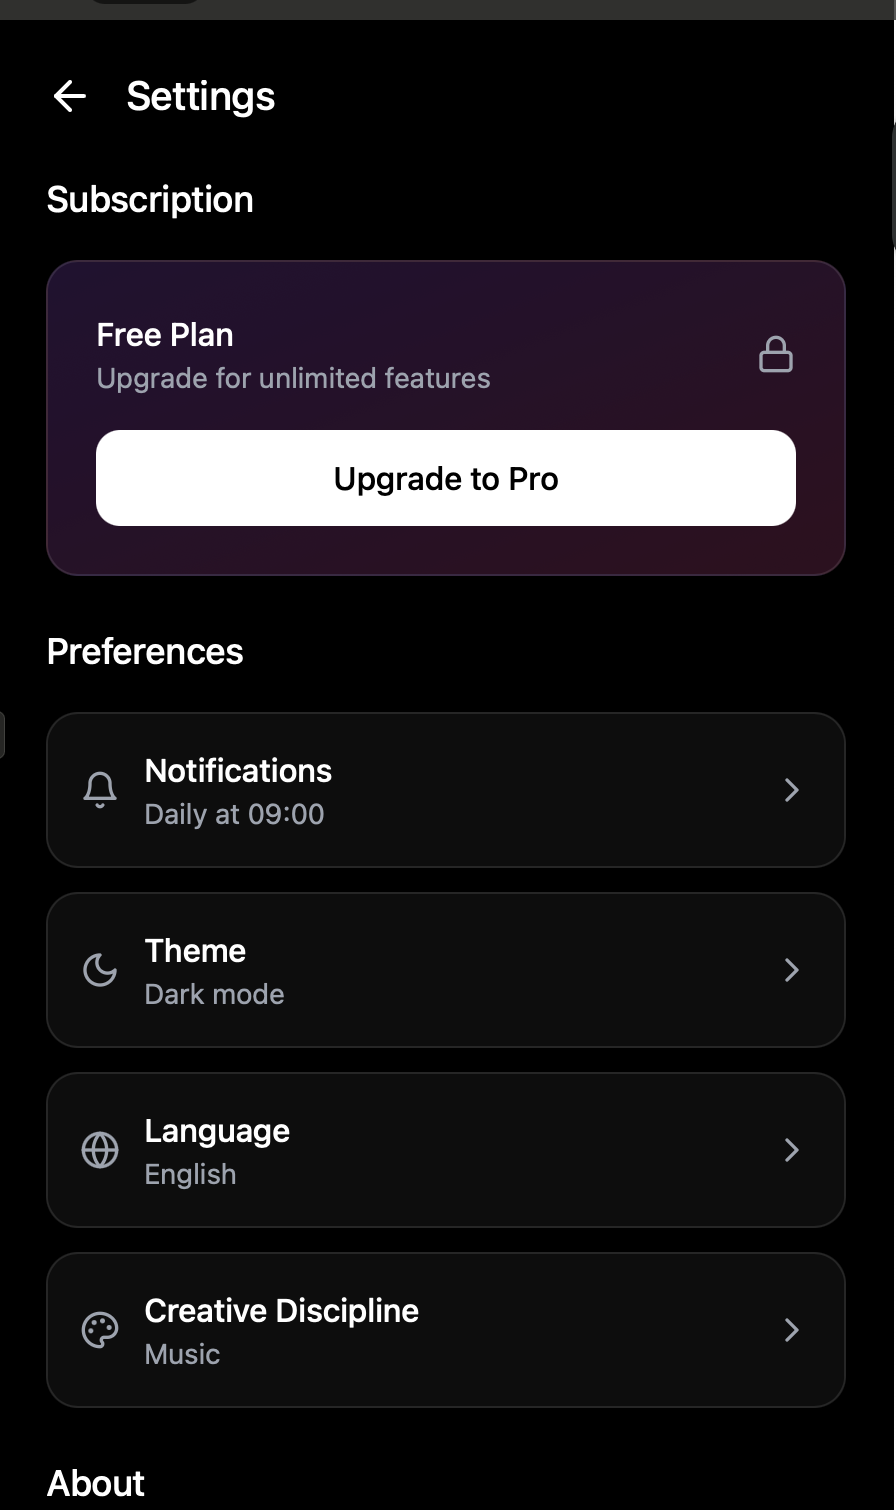 Settings
Subscription
Free Plan
Upgrade for unlimited features
Upgrade to Pro
Preferences
Notifications
Daily at 09:00
Theme
Dark mode
Language
English
Creative Discipline
Music
About